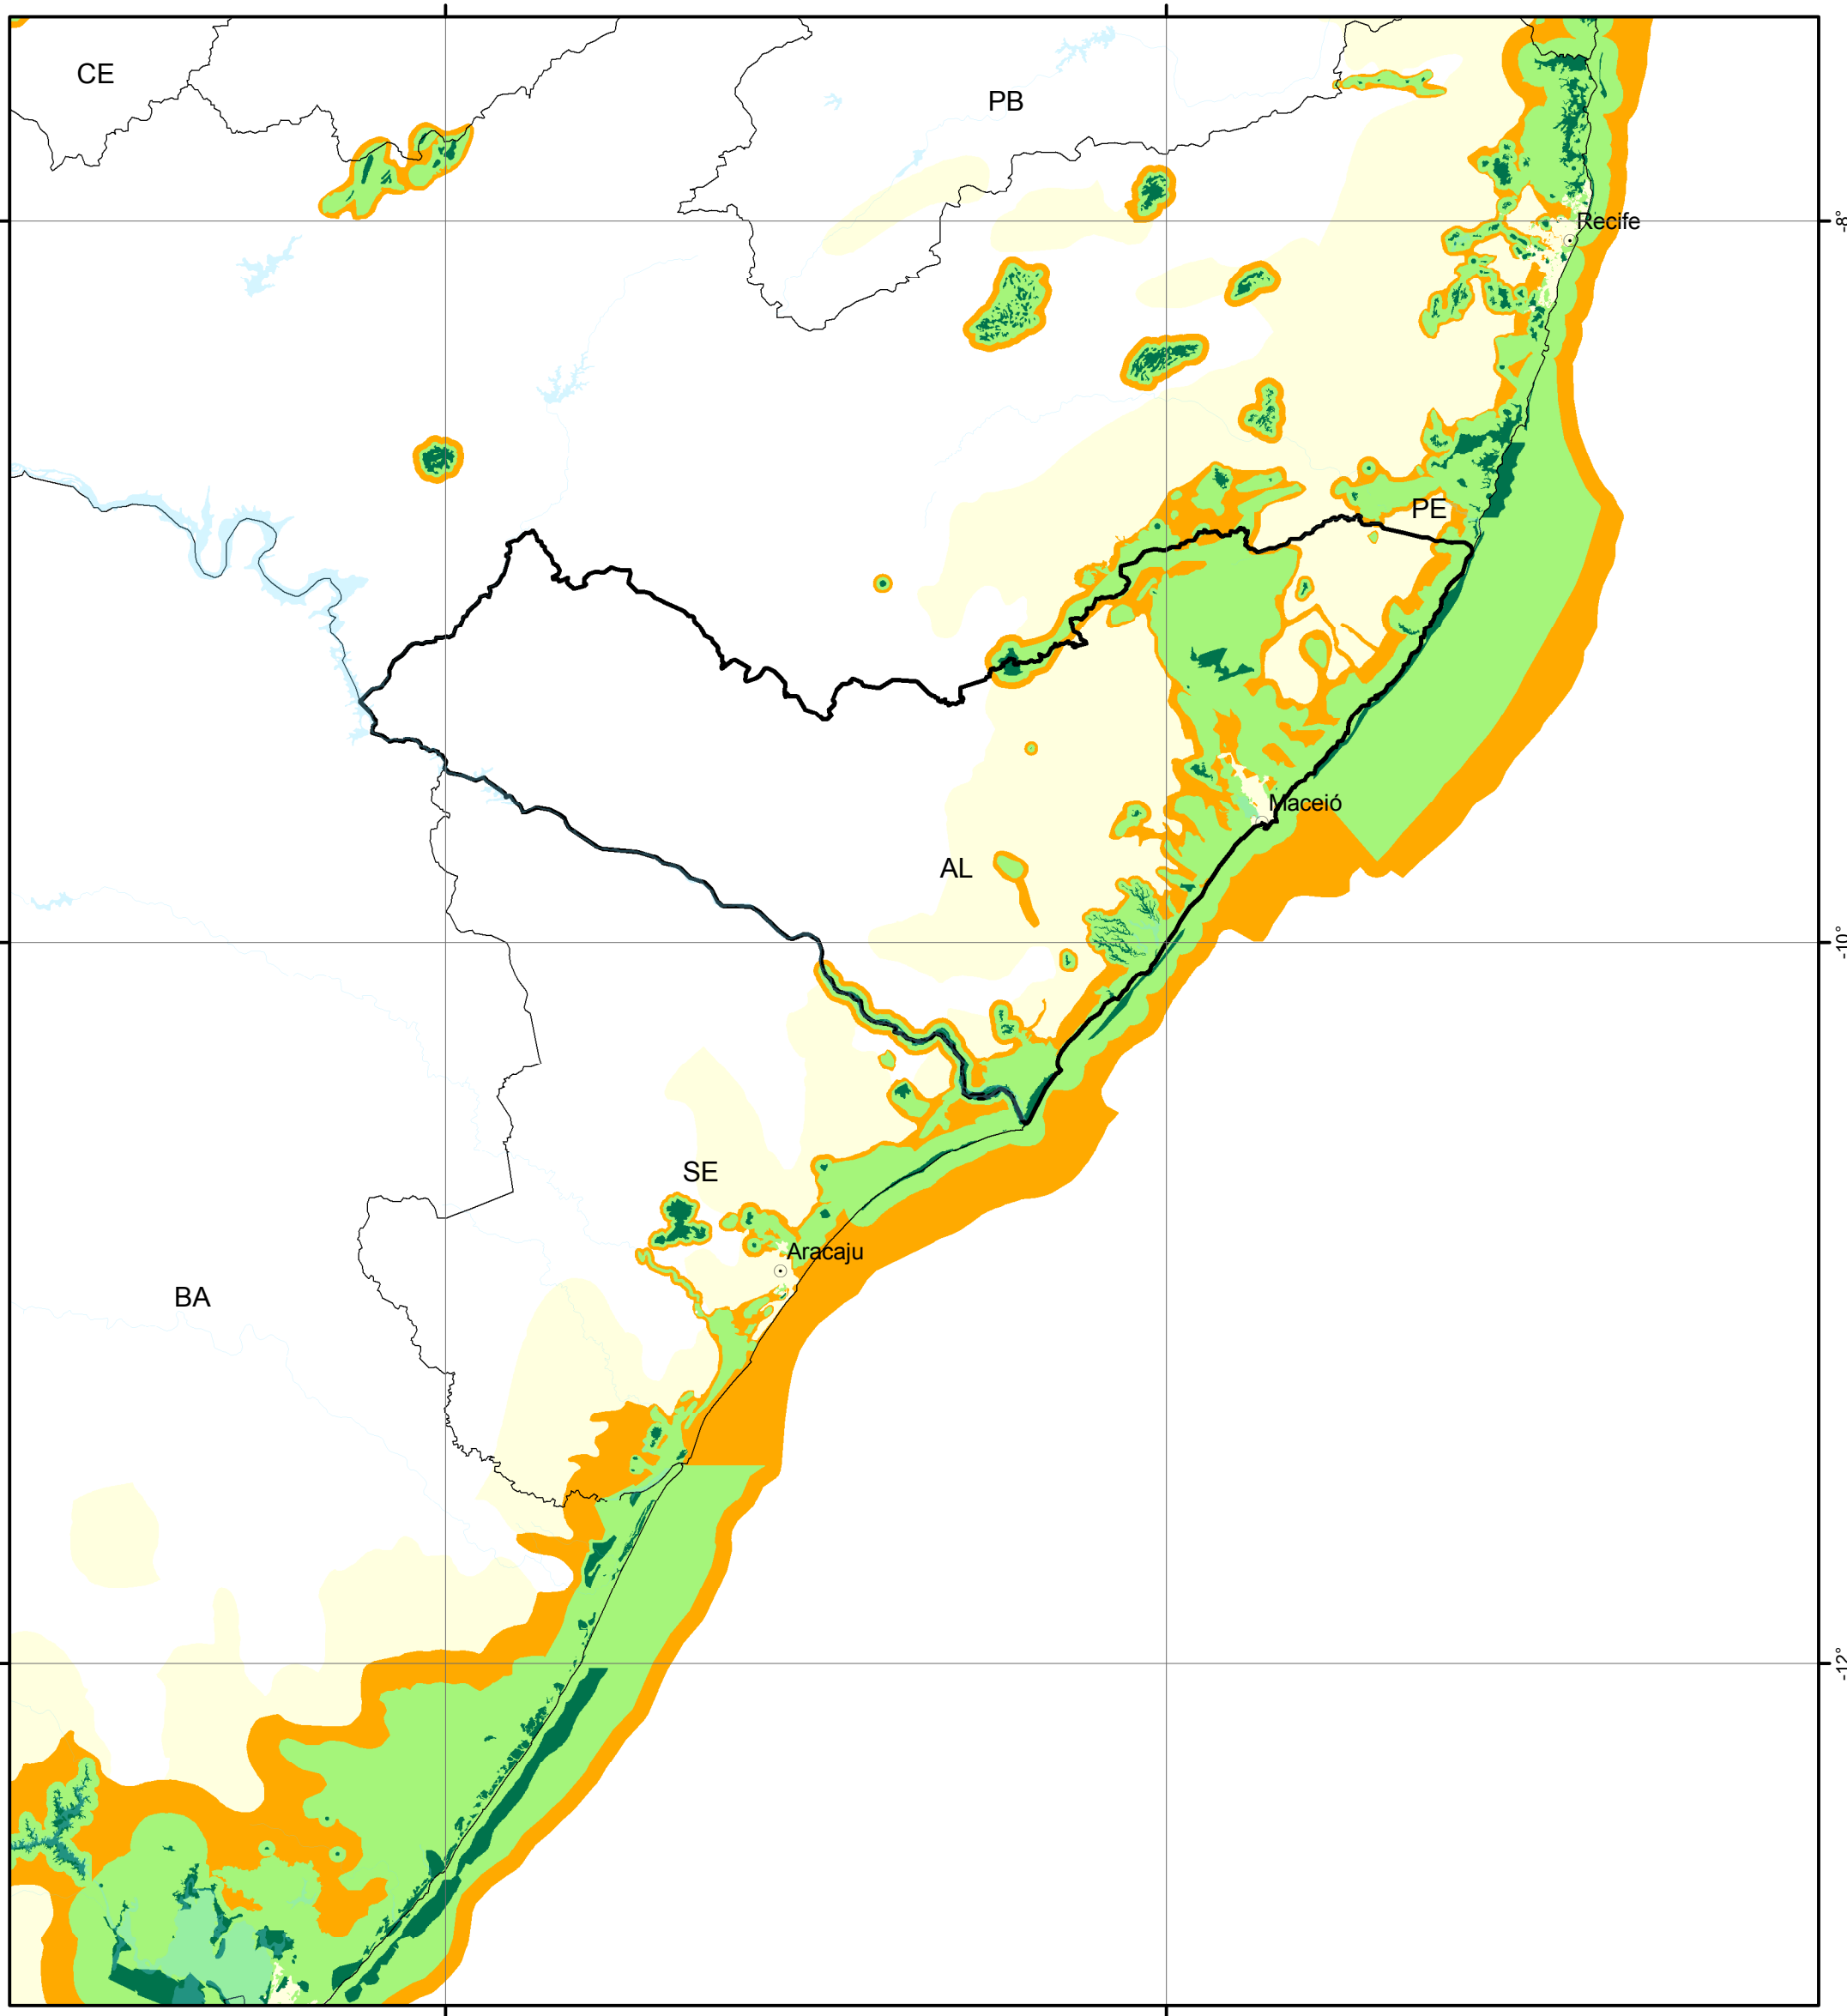 CE
PB
-8°
Recife
PE
Maceió
AL
-10°
SE
Aracaju
BA
-12°